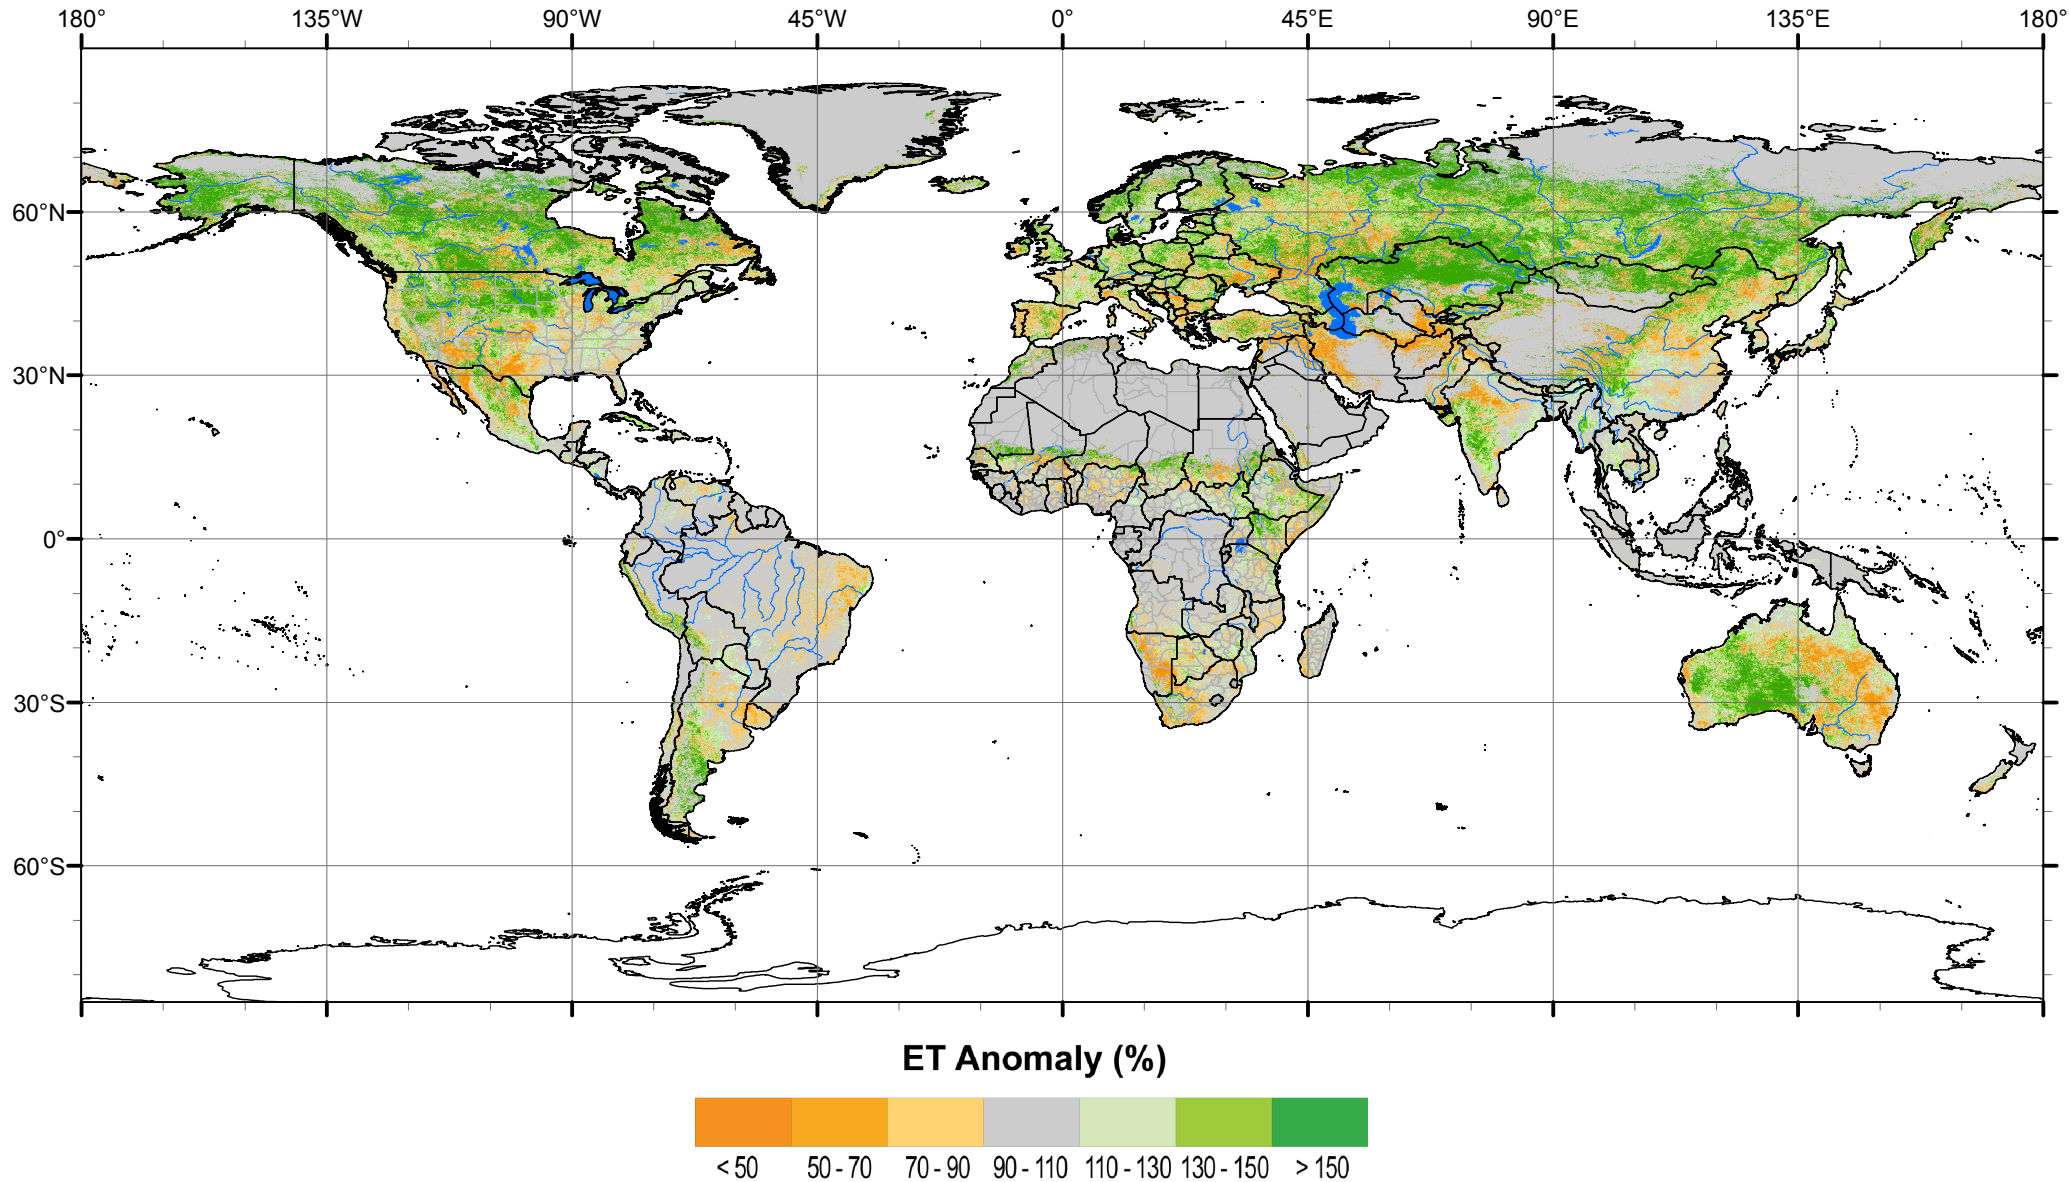 180° 135°W 90°W 45°W 0° 45°E 90°E 135°E 180°
60°N
30°N
0°
30°S
60°S
ET Anomaly (%)
< 50 50 - 70 70 - 90 90 - 110 110 - 130 130 - 150 > 150